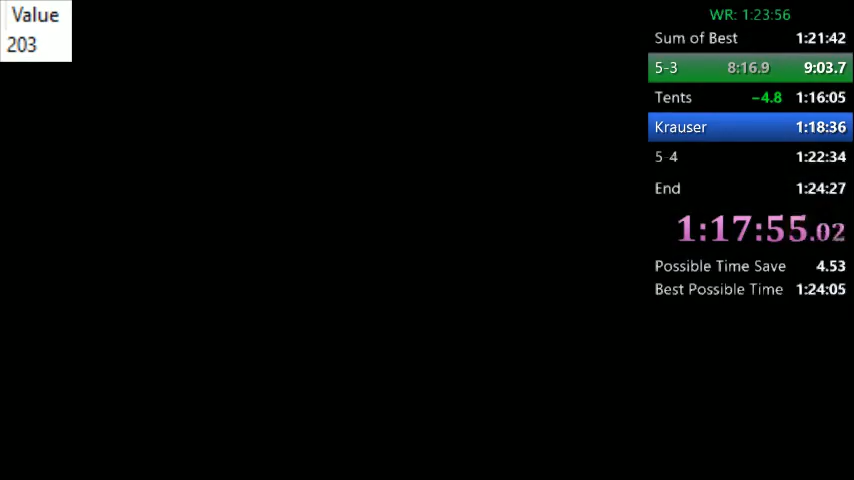 Value
203
WR: 1:23:56
Sum of Best 1:21:42
5-3 8:16.9 9:03.7
Tents −4.8 1:16:05
Krauser 1:18:36
5-4 1:22:34
End 1:24:27
1:17:55.02
Possible Time Save 4.53
Best Possible Time 1:24:05